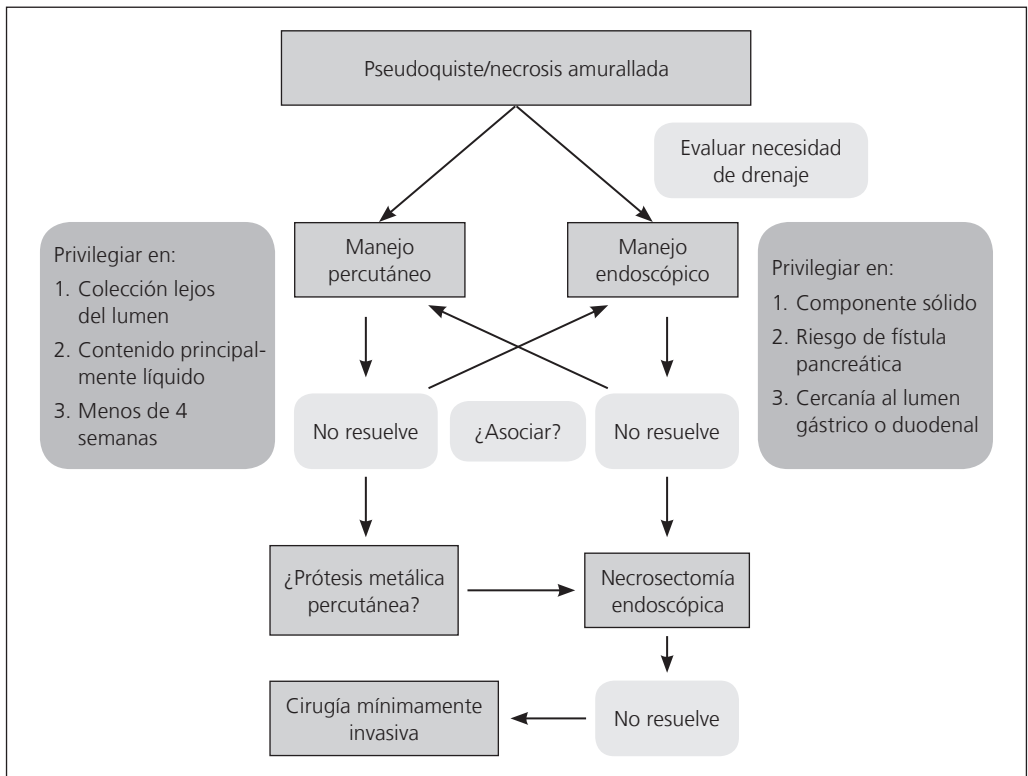 Pseudoquiste/necrosis amurallada
Evaluar necesidad
de drenaje
Privilegiar en:
1. Colección lejos
del lumen
2. Contenido principal-
mente líquido
3. Menos de 4
semanas
Manejo
percutáneo
Manejo
endoscópico
Privilegiar en:
1. Componente sólido
2. Riesgo de fístula
pancreática
3. Cercanía al lumen
gástrico o duodenal
No resuelve
¿Asociar?
No resuelve
¿Prótesis metálica
percutánea?
Necrosectomía
endoscópica
Cirugía mínimamente
invasiva
No resuelve